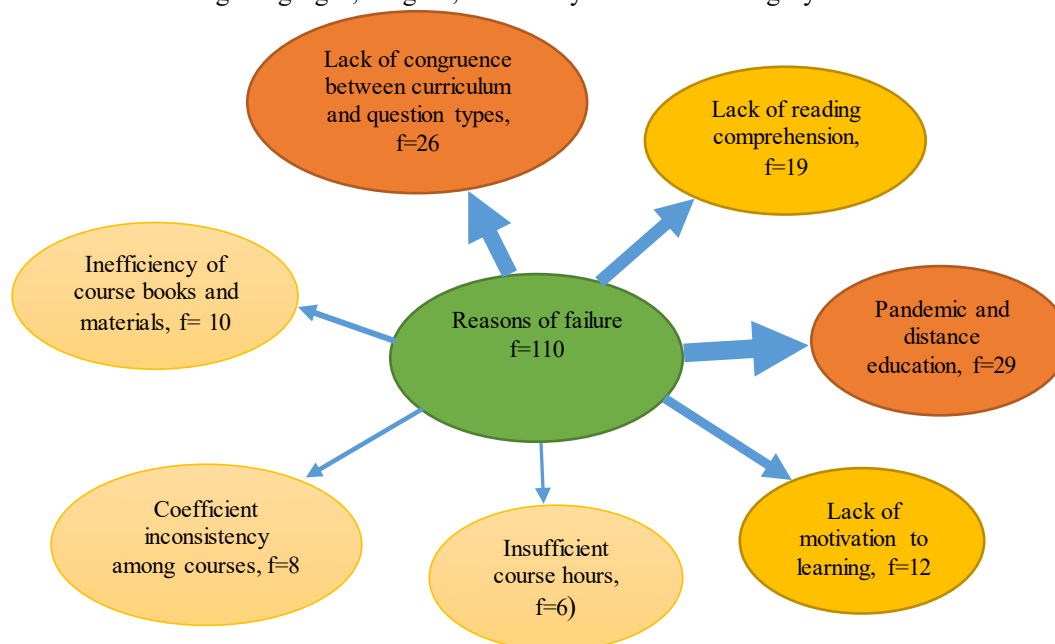 Lack of congruence
between curriculum
and question types,
f=26
Lack of reading
comprehension,
f=19
Inefficiency of
course books and
materials, f= 10
Reasons of failure
f=110
Pandemic and
distance
education, f=29
Coefficient
inconsistency
among courses, f=8
Insufficient
course hours,
f=6)
Lack of
motivation to
learning, f=12